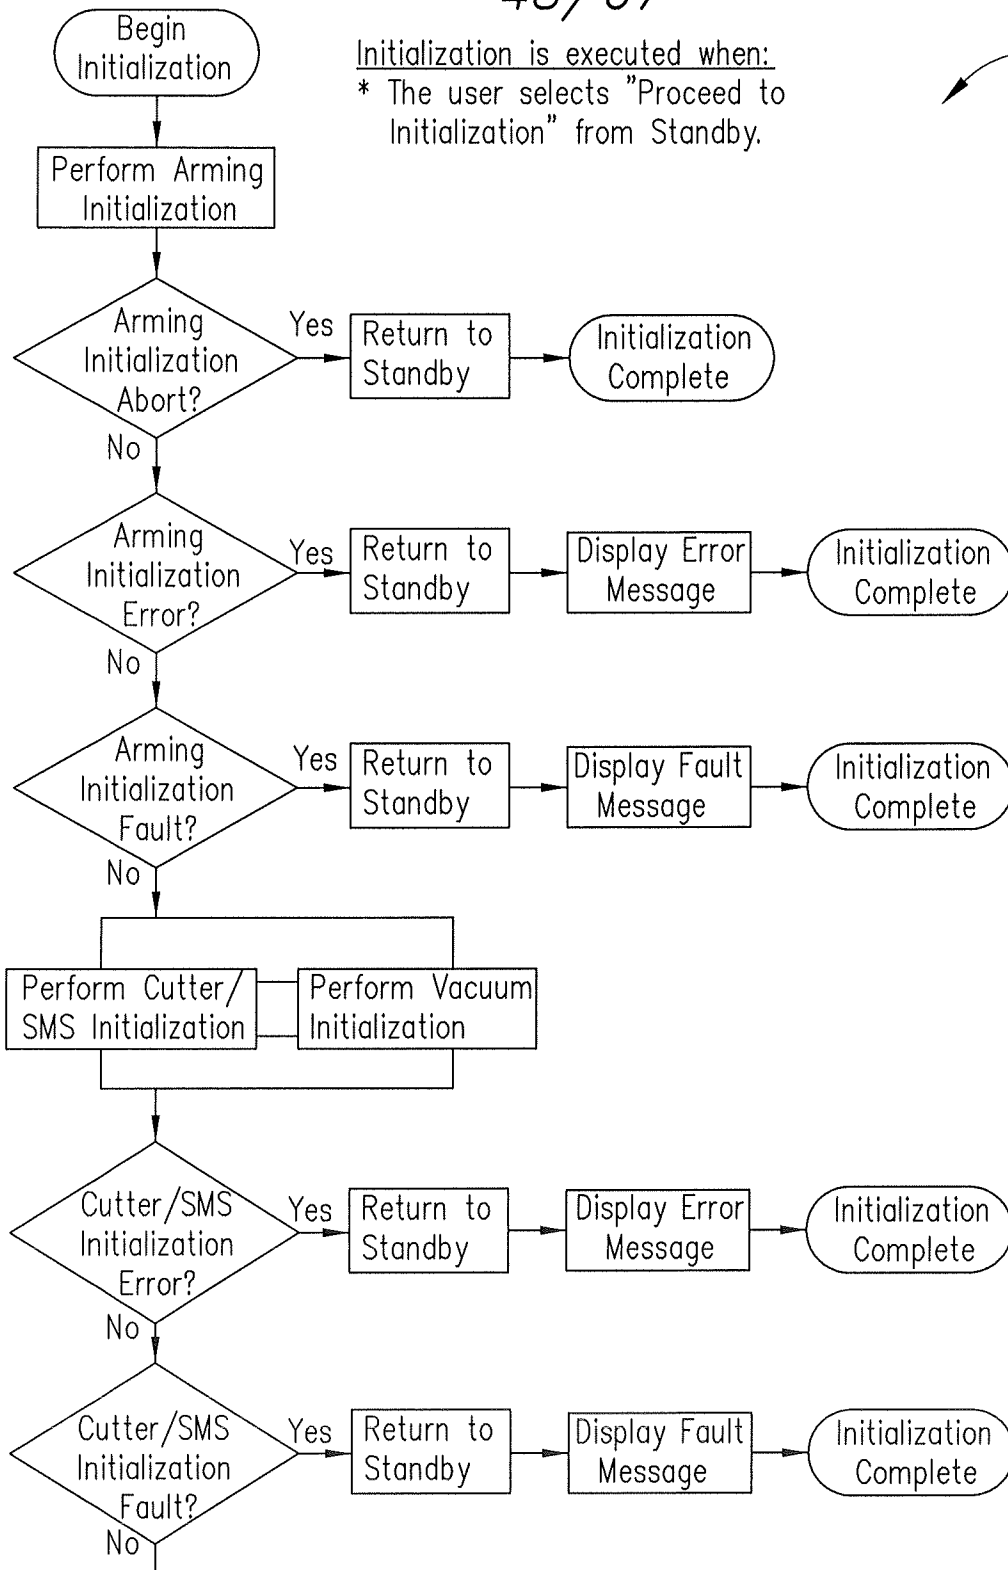 Begin
Initialization
Initialization is executed when:
* The user selects "Proceed to
Initialization" from Standby.
Perform Arming
Initialization
Arming
Initialization
Abort?
Yes
Return to
Standby
Initialization
Complete
No
Arming
Initialization
Error?
Yes
Return to
Standby
Display Error
Message
Initialization
Complete
No
Arming
Initialization
Fault?
Yes
Return to
Standby
Display Fault
Message
Initialization
Complete
No
Perform Cutter/
SMS Initialization
Perform Vacuum
Initialization
Cutter/SMS
Initialization
Error?
Yes
Return to
Standby
Display Error
Message
Initialization
Complete
No
Cutter/SMS
Initialization
Fault?
Yes
Return to
Standby
Display Fault
Message
Initialization
Complete
No